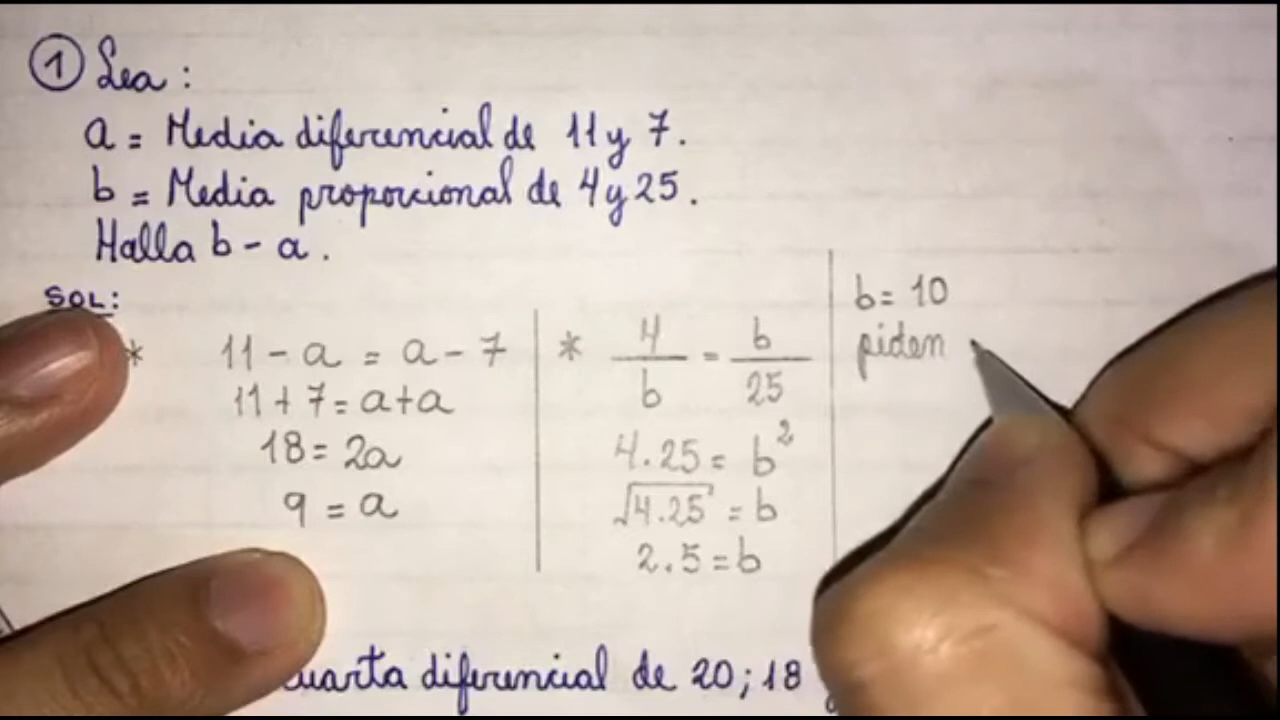 ① Sea :
a = Media diferencial de 11 y 7.
b = Media proporcional de 4 y 25.
Halla b - a .
SOL:
* 11 - a = a - 7
11 + 7 = a + a
18 = 2a
9 = a
* 4/b = b/25
4.25 = b²
√4.25 = b
2.5 = b
b = 10
piden
cuarta diferencial de 20; 18